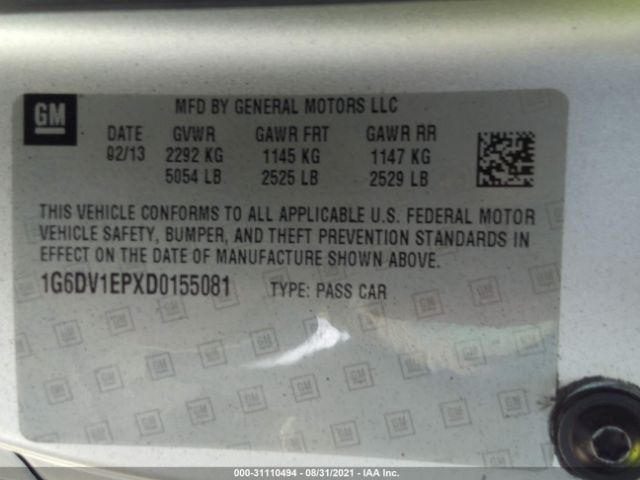 GM MFD BY GENERAL MOTORS LLC
DATE GVWR GAWR FRT GAWR RR
02/13 2292 KG 1145 KG 1147 KG
5054 LB 2525 LB 2529 LB
THIS VEHICLE CONFORMS TO ALL APPLICABLE U.S. FEDERAL MOTOR
VEHICLE SAFETY, BUMPER, AND THEFT PREVENTION STANDARDS IN
EFFECT ON THE DATE OF MANUFACTURE SHOWN ABOVE.
1G6DV1EPXD0155081 TYPE: PASS CAR
000-31110494 - 08/31/2021 - IAA Inc.